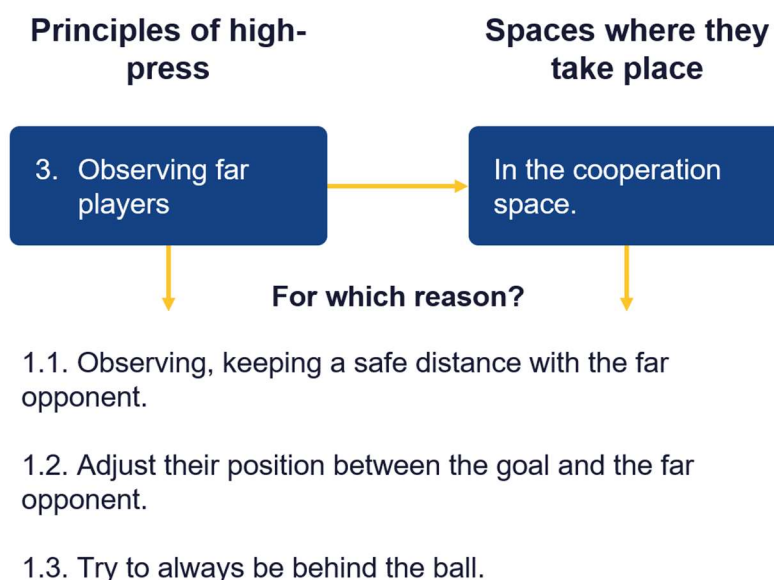 Principles of high-
press
Spaces where they
take place
3. Observing far
players
In the cooperation
space.
For which reason?
1.1. Observing, keeping a safe distance with the far
opponent.
1.2. Adjust their position between the goal and the far
opponent.
1.3. Try to always be behind the ball.